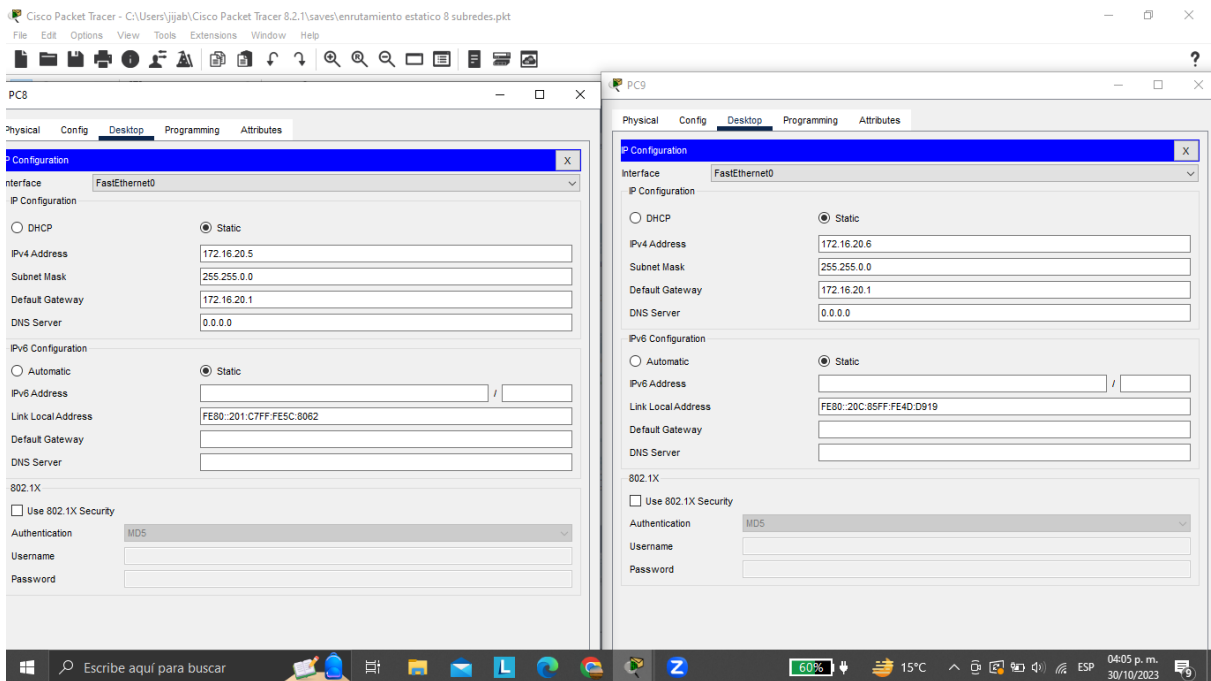 Cisco Packet Tracer - C:\Users\jijab\Cisco Packet Tracer 8.2.1\saves\enrutamiento estatico 8 subredes.pkt
File Edit Options View Tools Extensions Window Help
?
PC8
Physical Config Desktop Programming Attributes
IP Configuration X
Interface FastEthernet0
IP Configuration
DHCP Static
IPv4 Address 172.16.20.5
Subnet Mask 255.255.0.0
Default Gateway 172.16.20.1
DNS Server 0.0.0.0
IPv6 Configuration
Automatic Static
IPv6 Address /
Link Local Address FE80::201:C7FF:FE5C:8062
Default Gateway
DNS Server
802.1X
Use 802.1X Security
Authentication MD5
Username
Password
PC9
Physical Config Desktop Programming Attributes
IP Configuration X
Interface FastEthernet0
IP Configuration
DHCP Static
IPv4 Address 172.16.20.6
Subnet Mask 255.255.0.0
Default Gateway 172.16.20.1
DNS Server 0.0.0.0
IPv6 Configuration
Automatic Static
IPv6 Address /
Link Local Address FE80::20C:85FF:FE4D:D919
Default Gateway
DNS Server
802.1X
Use 802.1X Security
Authentication MD5
Username
Password
Escribe aquí para buscar L Z 60% 15°C ESP 04:05 p. m.
30/10/2023 9